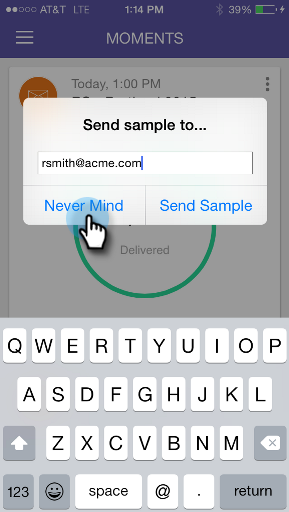 AT&T LTE 1:14 PM 39%
MOMENTS
Today, 1:00 PM
Send sample to...
rsmith@acme.com
Never Mind Send Sample
Delivered
Q W E R T Y U I O P
A S D F G H J K L
Z X C V B N M
123 space @ . return